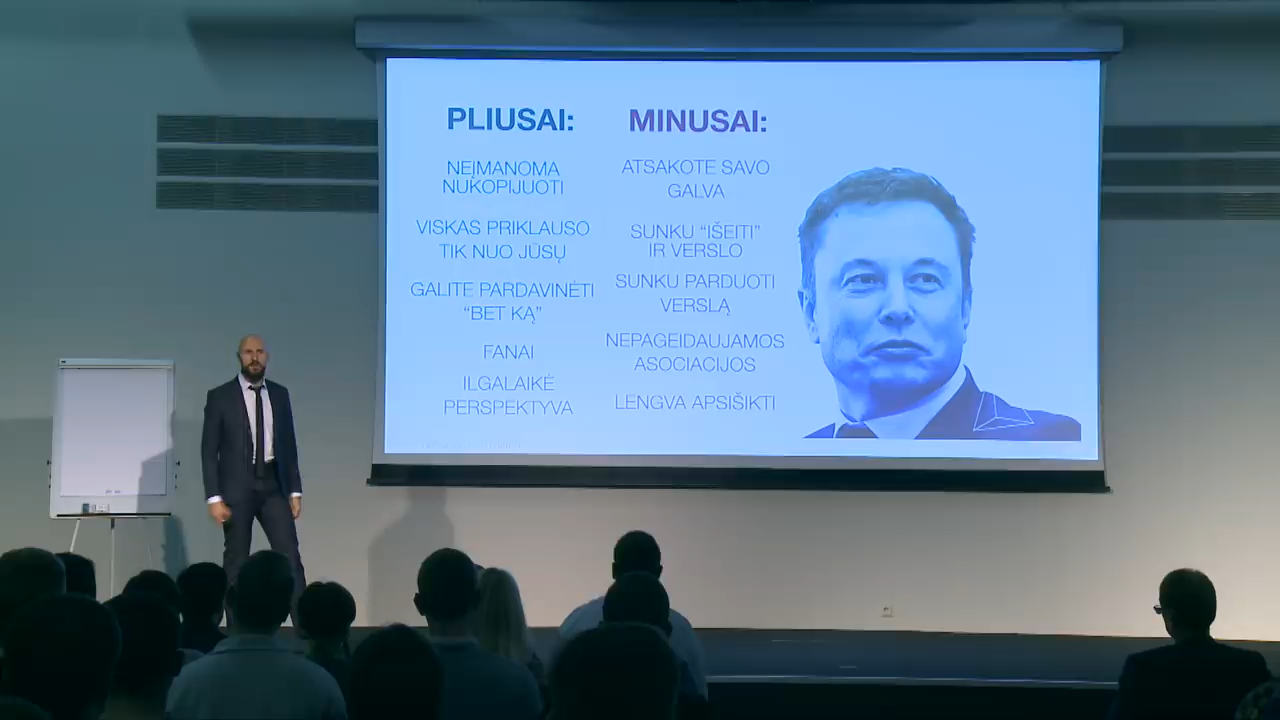 PLIUSAI:
NEĮMANOMA
NUKOPIJUOTI
VISKAS PRIKLAUSO
TIK NUO JŪSŲ
GALITE PARDAVINĖTI
“BET KĄ”
FANAI
ILGALAIKĖ
PERSPEKTYVA
MINUSAI:
ATSAKOTE SAVO
GALVA
SUNKU “IŠEITI”
IR VERSLO
SUNKU PARDUOTI
VERSLĄ
NEPAGEIDAUJAMOS
ASOCIACIJOS
LENGVA APSIŠIKTI